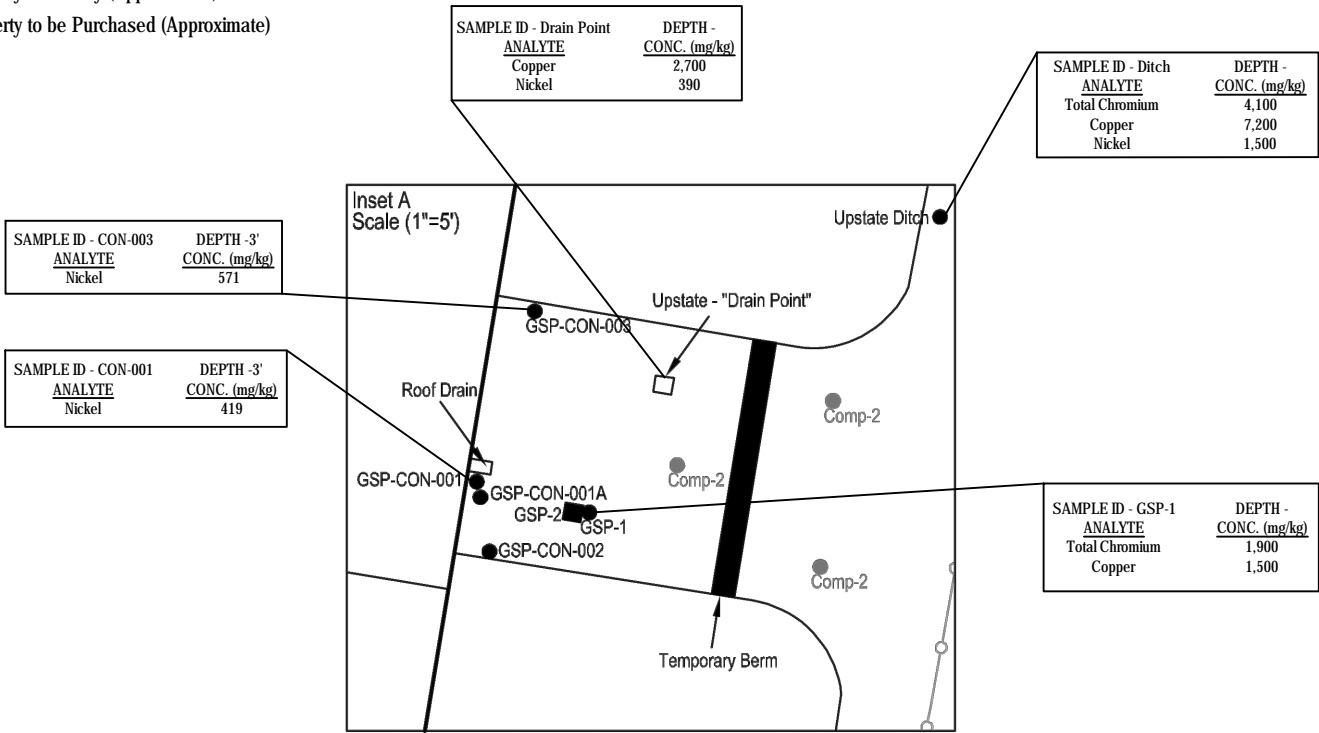 erty to be Purchased (Approximate)
SAMPLE ID - Drain Point DEPTH -
ANALYTE CONC. (mg/kg)
Copper 2,700
Nickel 390
SAMPLE ID - Ditch DEPTH -
ANALYTE CONC. (mg/kg)
Total Chromium 4,100
Copper 7,200
Nickel 1,500
SAMPLE ID - CON-003 DEPTH -3'
ANALYTE CONC. (mg/kg)
Nickel 571
SAMPLE ID - CON-001 DEPTH -3'
ANALYTE CONC. (mg/kg)
Nickel 419
Inset A
Scale (1"=5')
Upstate Ditch
Upstate - "Drain Point"
GSP-CON-003
Roof Drain
Comp-2
Comp-2
GSP-CON-001
GSP-CON-001A
GSP-2
GSP-1
GSP-CON-002
Comp-2
Temporary Berm
SAMPLE ID - GSP-1 DEPTH -
ANALYTE CONC. (mg/kg)
Total Chromium 1,900
Copper 1,500